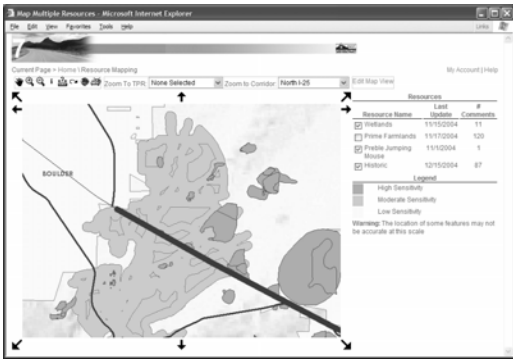 Map Multiple Resources - Microsoft Internet Explorer
File Edit View Favorites Tools Help
Links
Current Page > Home \ Resource Mapping
My Account | Help
Zoom To TPR: None Selected Zoom to Corridor: North I-25 Edit Map View
Resources
Resource Name Last Update # Comments
Wetlands 11/15/2004 11
Prime Farmlands 11/17/2004 120
Preble Jumping Mouse 11/1/2004 1
Historic 12/15/2004 87
Legend
High Sensitivity
Moderate Sensitivity
Low Sensitivity
Warning: The location of some features may not
be accurate at this scale
BOULDER